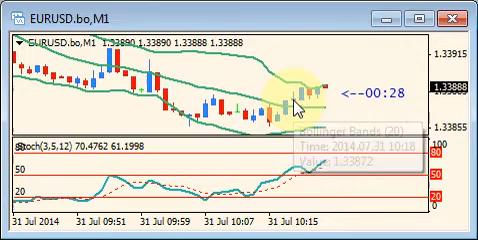 EURUSD.bo,M1
EURUSD.bo,M1 1.33890 1.33890 1.33888 1.33888
1.33915
1.33888
<--00:28
1.33855
Bollinger Bands (20)
Time: 2014.07.31 10:18
Value: 1.33872
Stoch(3,5,12) 70.4762 61.1998
100
80
50
50
20
20
0
31 Jul 2014
31 Jul 09:51
31 Jul 09:59
31 Jul 10:07
31 Jul 10:15